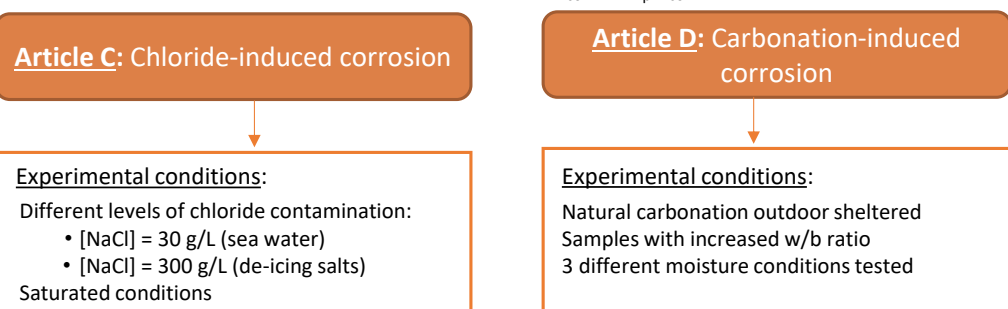 Article C: Chloride-induced corrosion
Experimental conditions:
Different levels of chloride contamination:
• [NaCl] = 30 g/L (sea water)
• [NaCl] = 300 g/L (de-icing salts)
Saturated conditions
Article D: Carbonation-induced
corrosion
Experimental conditions:
Natural carbonation outdoor sheltered
Samples with increased w/b ratio
3 different moisture conditions tested